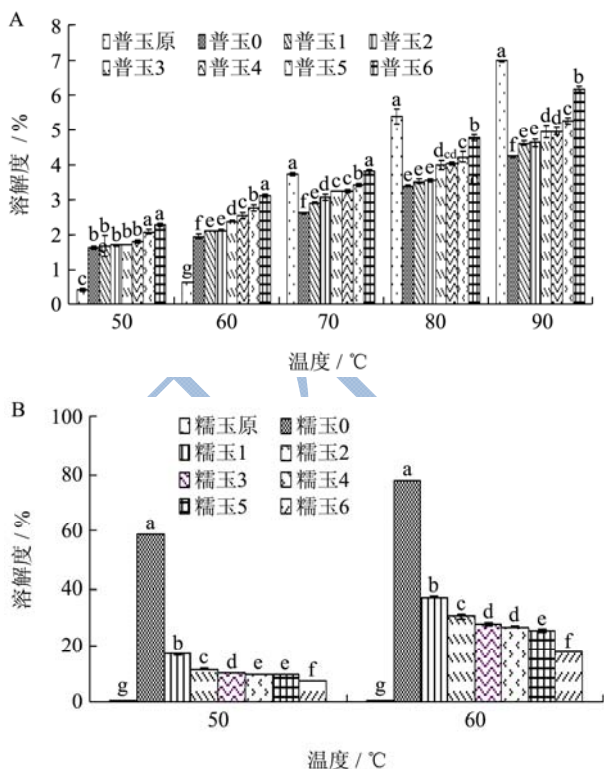 A
普玉原 普玉0 普玉1 普玉2
普玉3 普玉4 普玉5 普玉6
溶解度 / %
8
7
6
5
4
3
2
1
0
c b b b b b a a
g f e e d c b a
a f e d c c b a
a e e e d cd c b
a f e e d d c b
50 60 70 80 90
温度 / ℃
B
糯玉原 糯玉0
糯玉1 糯玉2
糯玉3 糯玉4
糯玉5 糯玉6
溶解度 / %
100
80
60
40
20
0
g a b c d e e f
g a b c d d e f
50 60
温度 / ℃